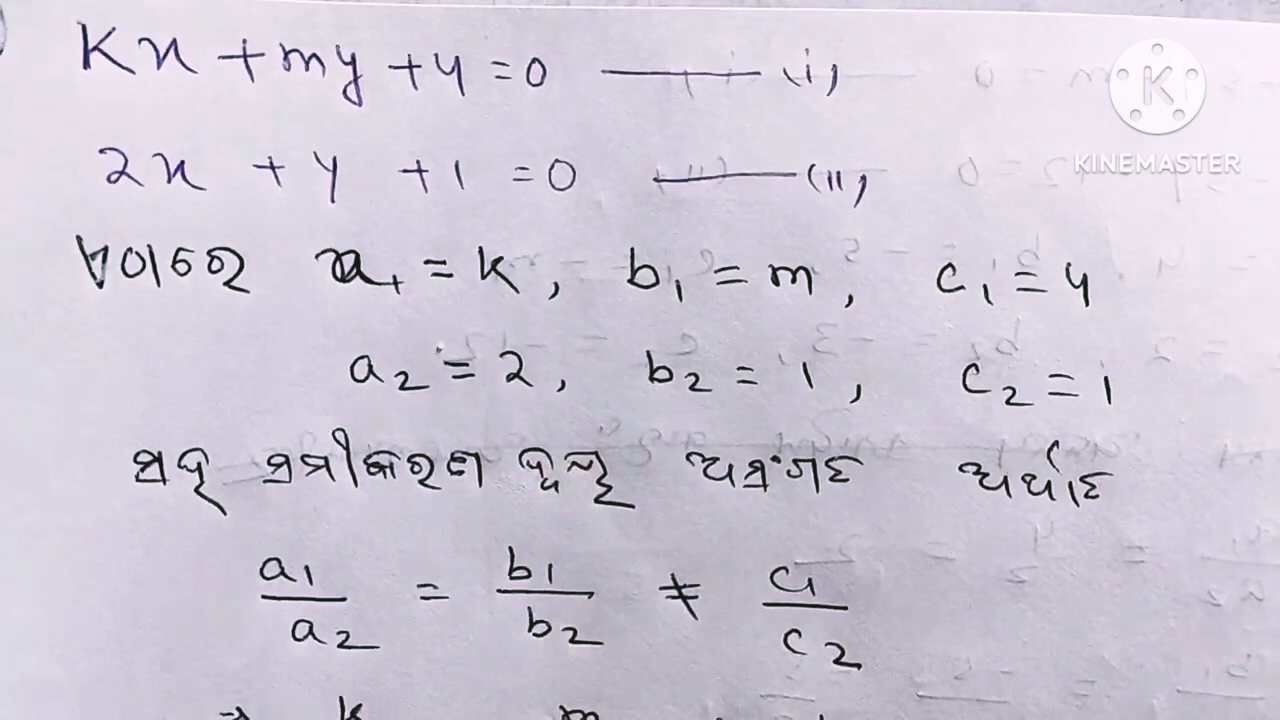 Kx + my + 4 = 0 —— (i)
2x + y + 1 = 0 —— (ii)
ଏଠାରେ a₁ = k, b₁ = m, c₁ = 4
a₂ = 2, b₂ = 1, c₂ = 1
ଯଦି ସମୀକରଣ ଦ୍ୱୟ ଅସଂଗତ ଅର୍ଥାତ୍
a₁/a₂ = b₁/b₂ ≠ c₁/c₂
⇒ k m
K
KINEMASTER